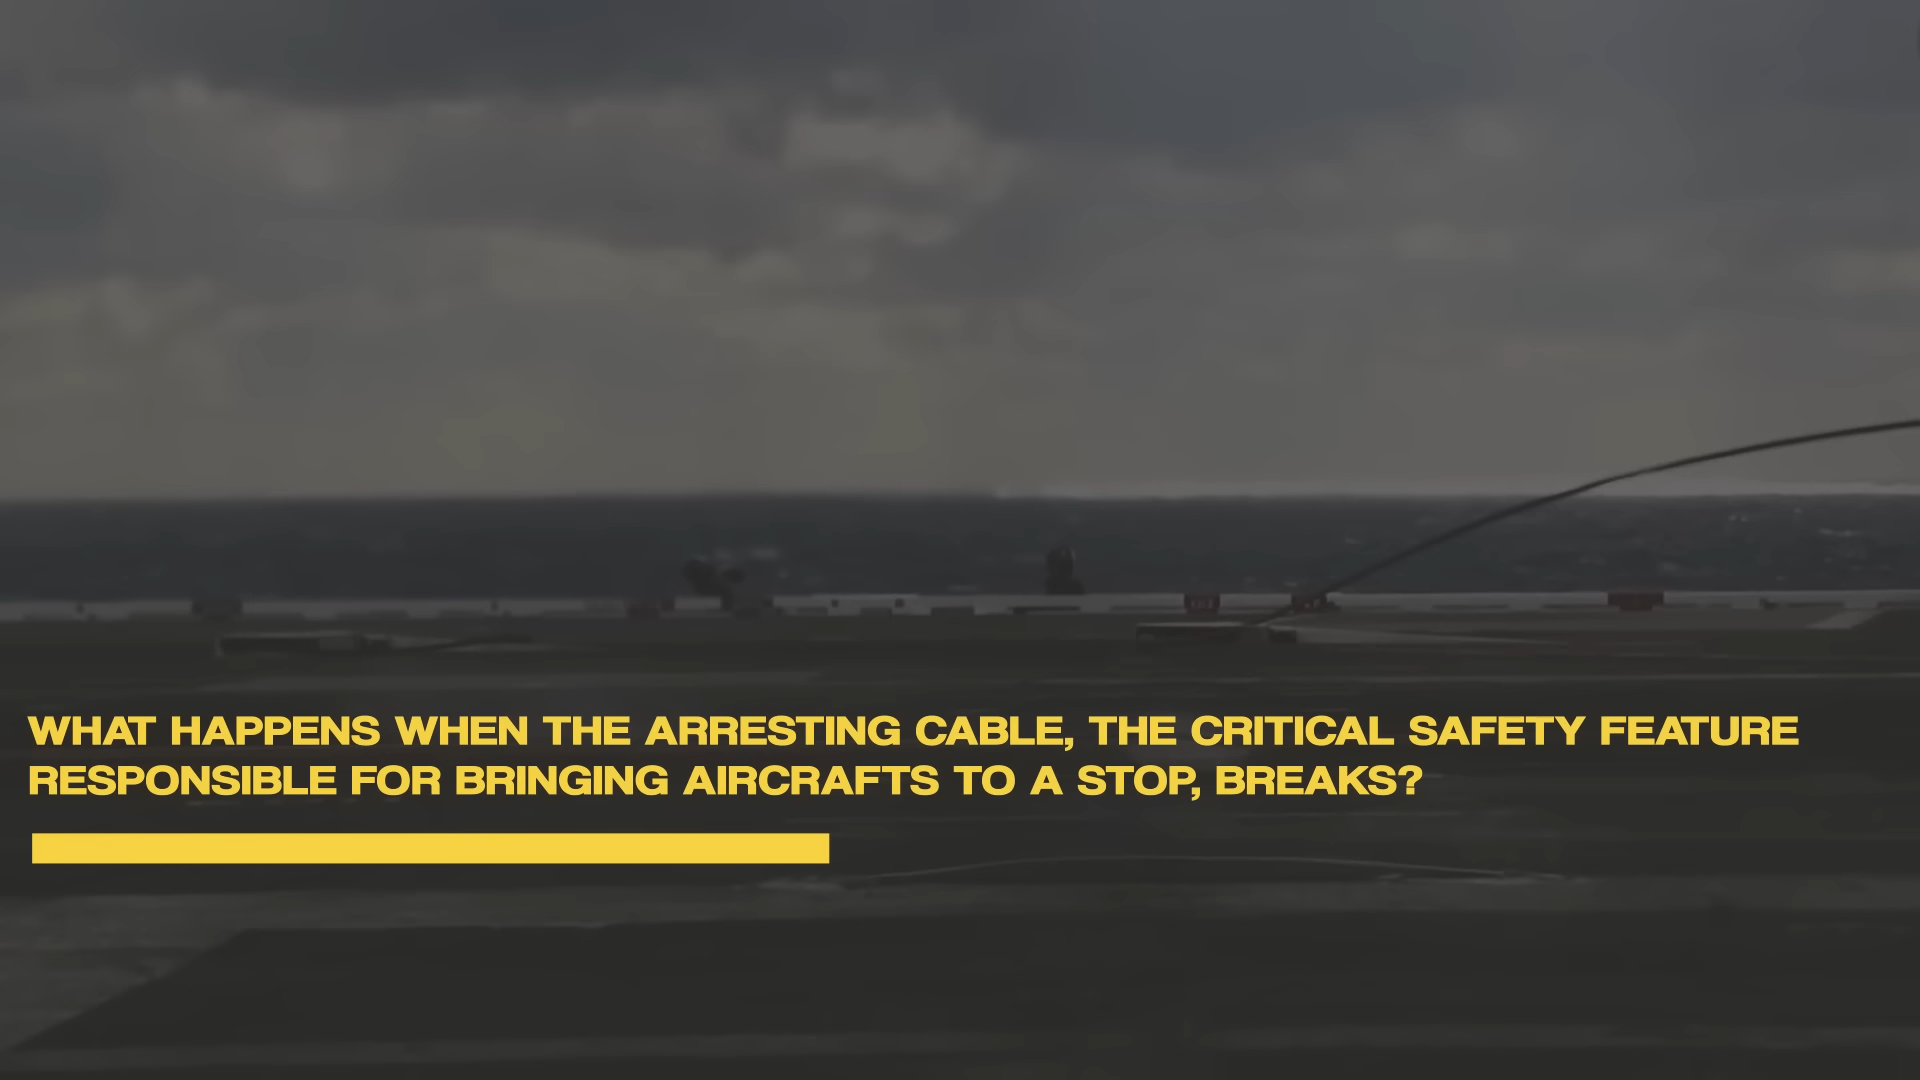 WHAT HAPPENS WHEN THE ARRESTING CABLE, THE CRITICAL SAFETY FEATURE
RESPONSIBLE FOR BRINGING AIRCRAFTS TO A STOP, BREAKS?